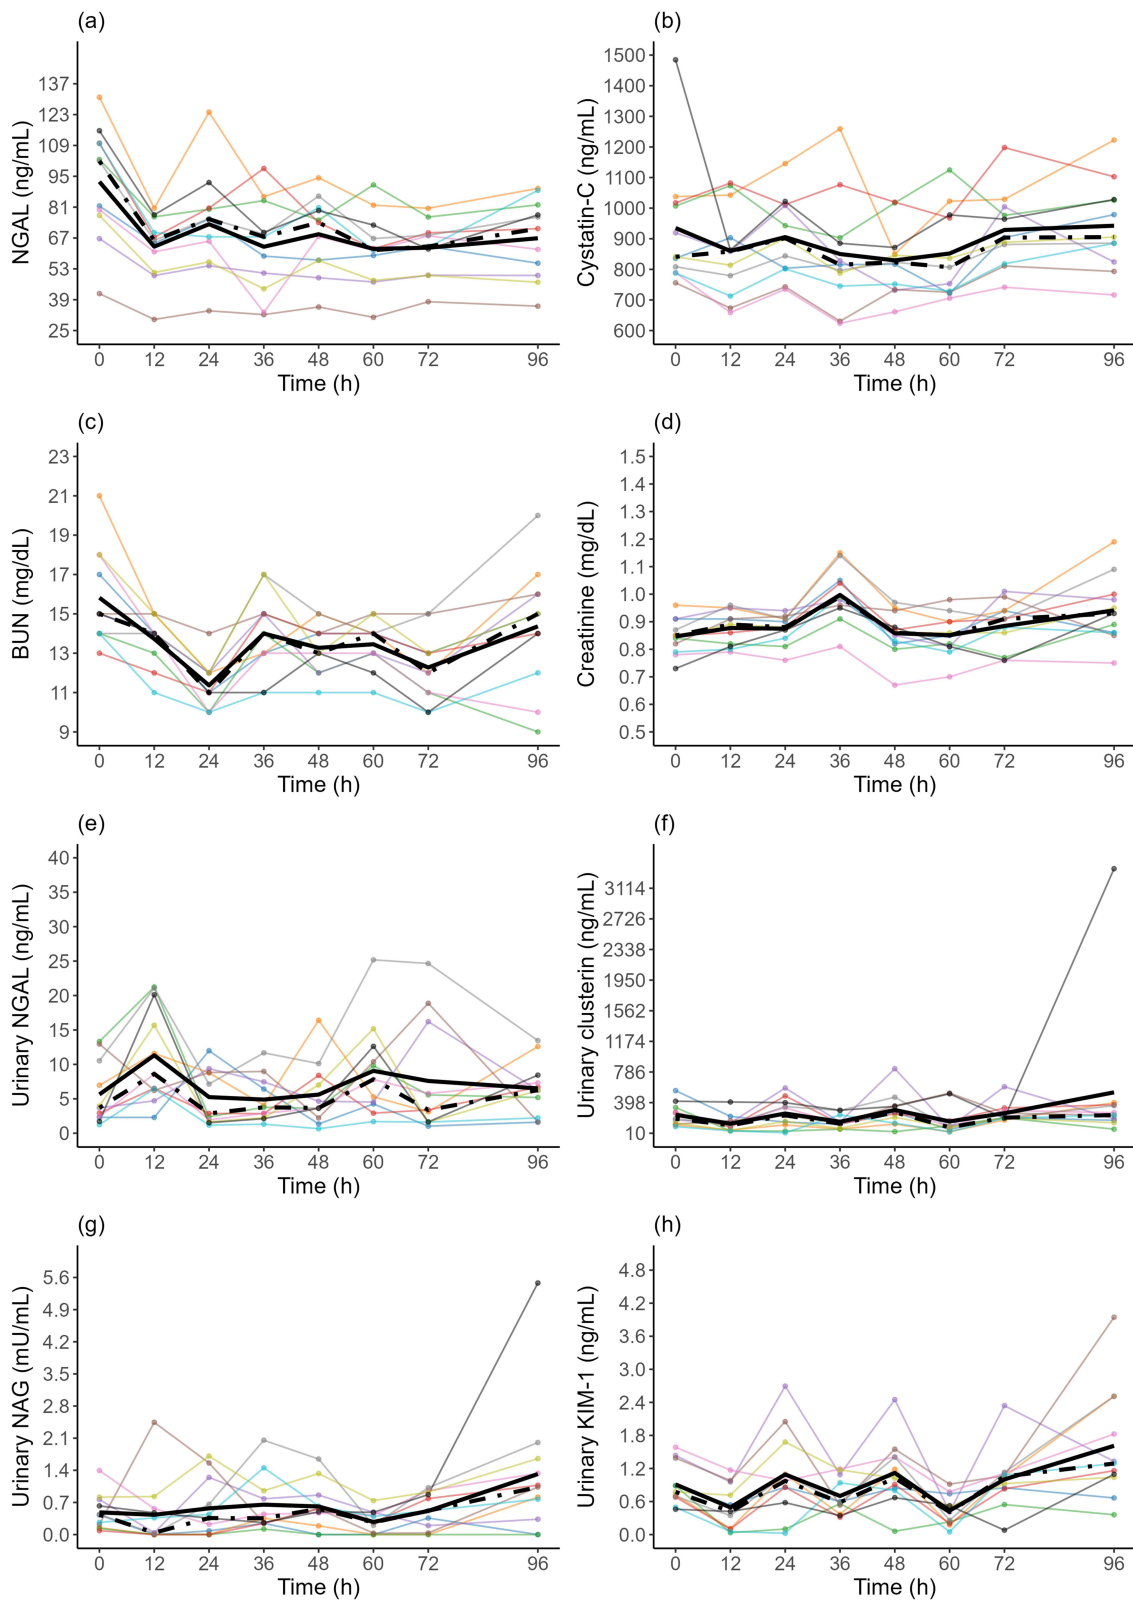 (a)
NGAL (ng/mL)
137
123
109
95
81
67
53
39
25
0 12 24 36 48 60 72 96
Time (h)
(b)
Cystatin-C (ng/mL)
1500
1400
1300
1200
1100
1000
900
800
700
600
0 12 24 36 48 60 72 96
Time (h)
(c)
BUN (mg/dL)
23
21
19
17
15
13
11
9
0 12 24 36 48 60 72 96
Time (h)
(d)
Creatinine (mg/dL)
1.5
1.4
1.3
1.2
1.1
1.0
0.9
0.8
0.7
0.6
0.5
0 12 24 36 48 60 72 96
Time (h)
(e)
Urinary NGAL (ng/mL)
40
35
30
25
20
15
10
5
0
0 12 24 36 48 60 72 96
Time (h)
(f)
Urinary clusterin (ng/mL)
3114
2726
2338
1950
1562
1174
786
398
10
0 12 24 36 48 60 72 96
Time (h)
(g)
Urinary NAG (mU/mL)
5.6
4.9
4.2
3.5
2.8
2.1
1.4
0.7
0.0
0 12 24 36 48 60 72 96
Time (h)
(h)
Urinary KIM-1 (ng/mL)
4.8
4.2
3.6
3.0
2.4
1.8
1.2
0.6
0.0
0 12 24 36 48 60 72 96
Time (h)